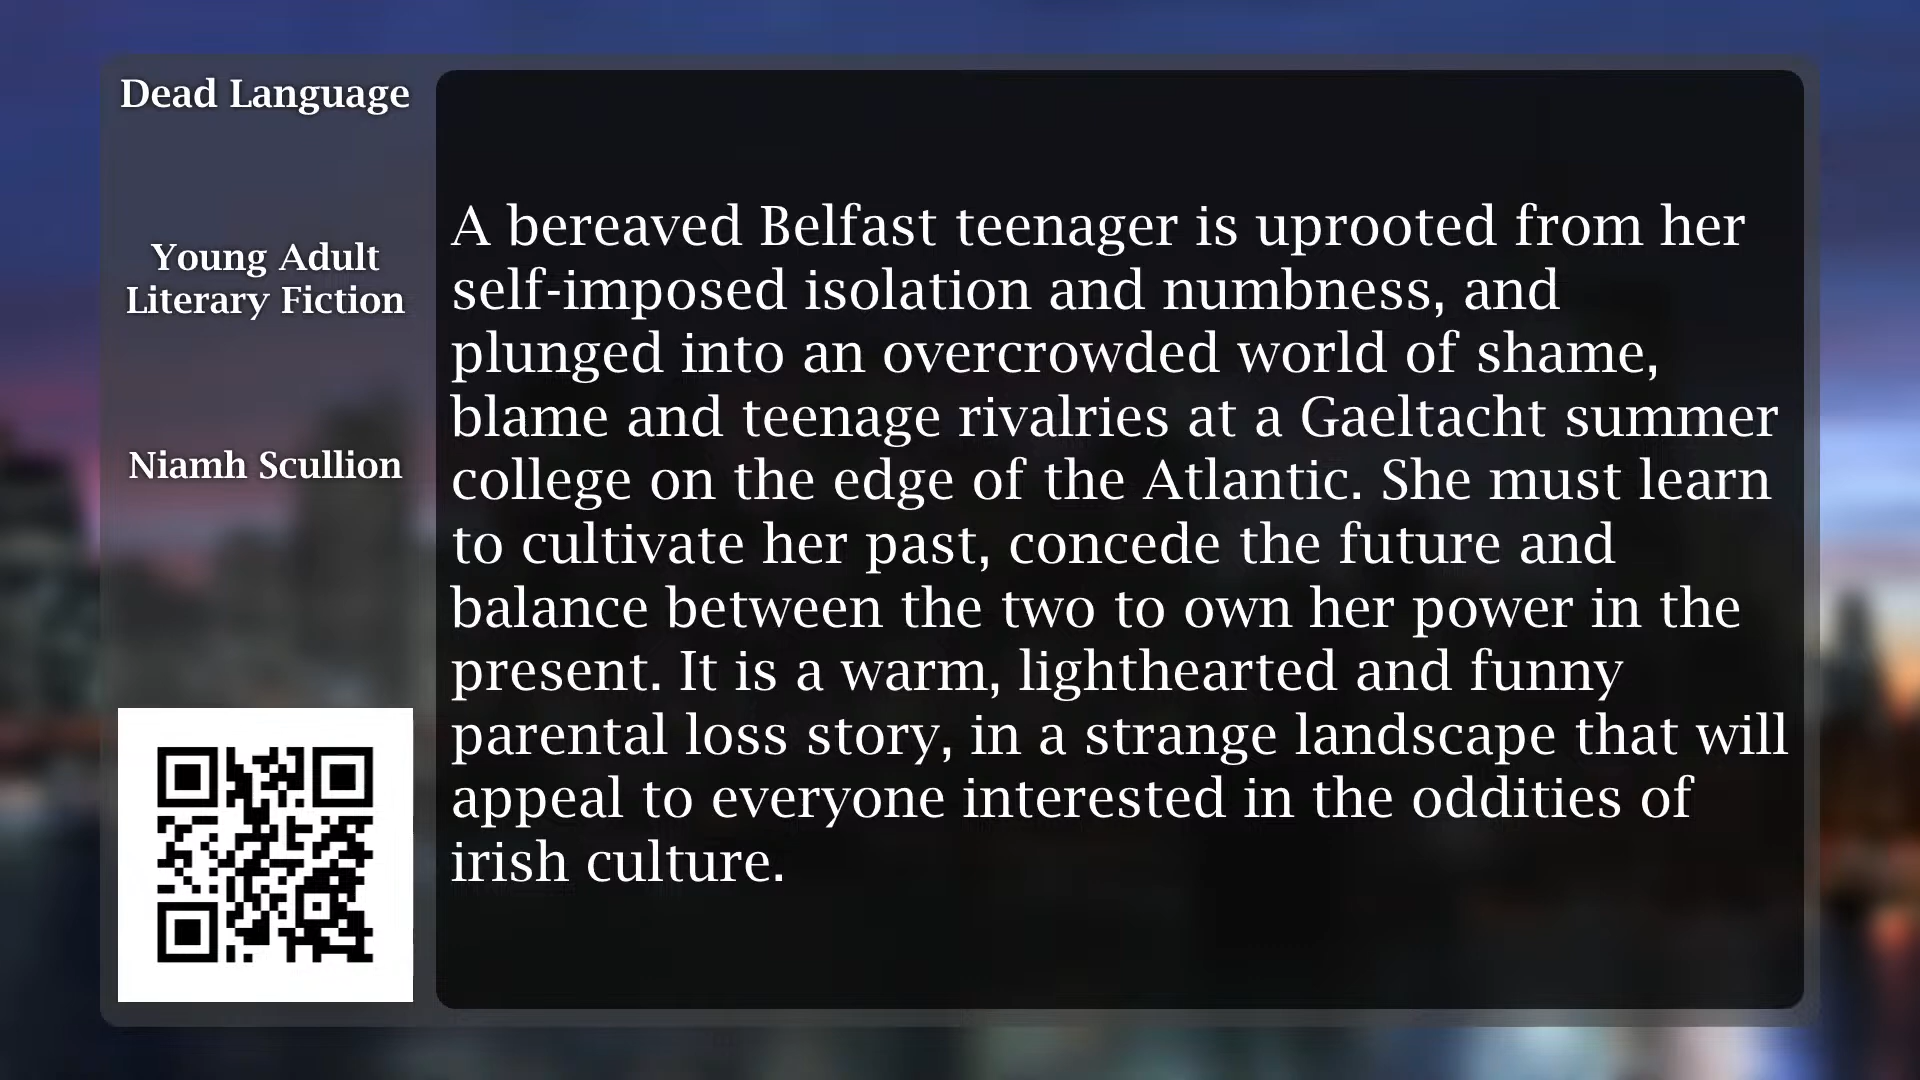 Dead Language
Young Adult
Literary Fiction
Niamh Scullion
A bereaved Belfast teenager is uprooted from her
self-imposed isolation and numbness, and
plunged into an overcrowded world of shame,
blame and teenage rivalries at a Gaeltacht summer
college on the edge of the Atlantic. She must learn
to cultivate her past, concede the future and
balance between the two to own her power in the
present. It is a warm, lighthearted and funny
parental loss story, in a strange landscape that will
appeal to everyone interested in the oddities of
irish culture.